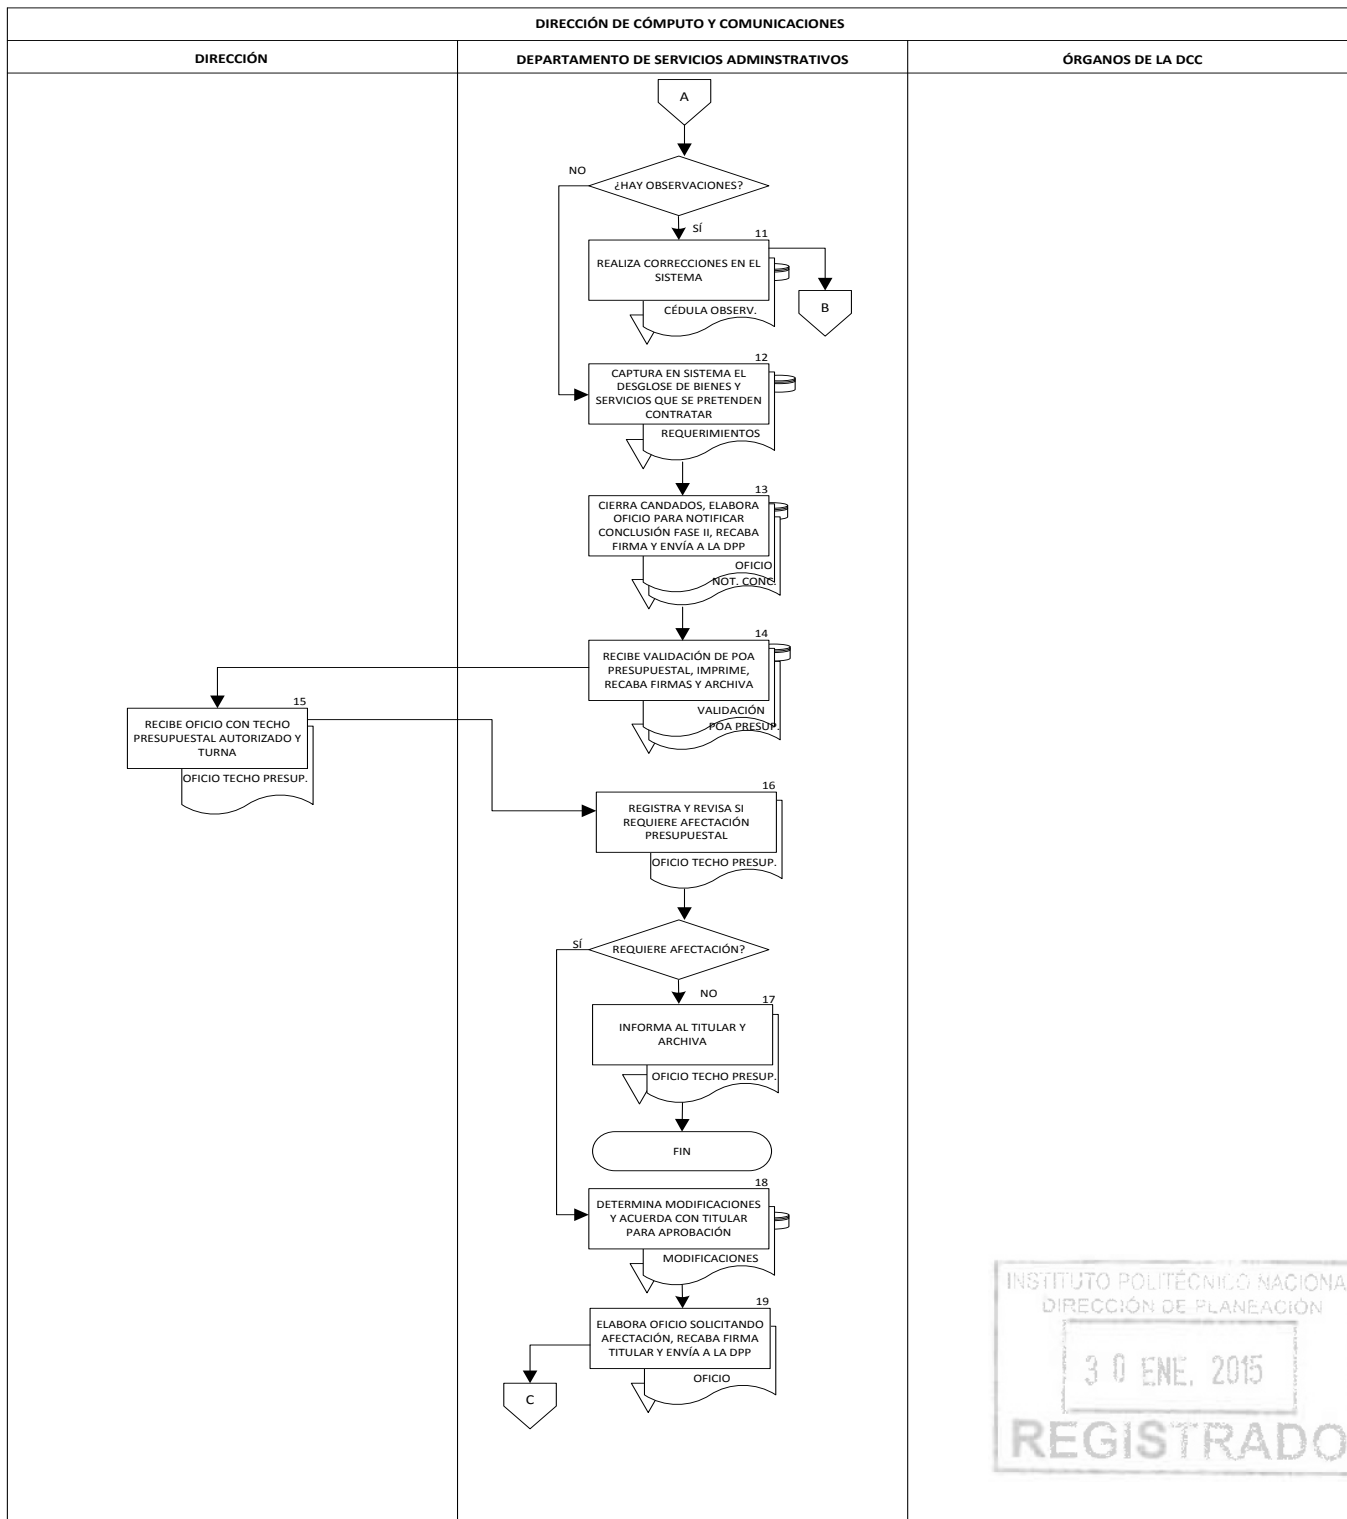 DIRECCIÓN DE CÓMPUTO Y COMUNICACIONES
DIRECCIÓN
DEPARTAMENTO DE SERVICIOS ADMINSTRATIVOS
ÓRGANOS DE LA DCC
A
NO
¿HAY OBSERVACIONES?
SÍ
11
REALIZA CORRECCIONES EN EL
SISTEMA
CÉDULA OBSERV.
B
12
CAPTURA EN SISTEMA EL
DESGLOSE DE BIENES Y
SERVICIOS QUE SE PRETENDEN
CONTRATAR
REQUERIMIENTOS
13
CIERRA CANDADOS, ELABORA
OFICIO PARA NOTIFICAR
CONCLUSIÓN FASE II, RECABA
FIRMA Y ENVÍA A LA DPP
OFICIO
NOT. CONC.
14
RECIBE VALIDACIÓN DE POA
PRESUPUESTAL, IMPRIME,
RECABA FIRMAS Y ARCHIVA
VALIDACIÓN
POA PRESUP.
15
RECIBE OFICIO CON TECHO
PRESUPUESTAL AUTORIZADO Y
TURNA
OFICIO TECHO PRESUP.
16
REGISTRA Y REVISA SI
REQUIERE AFECTACIÓN
PRESUPUESTAL
OFICIO TECHO PRESUP.
SÍ
REQUIERE AFECTACIÓN?
NO
17
INFORMA AL TITULAR Y
ARCHIVA
OFICIO TECHO PRESUP.
FIN
18
DETERMINA MODIFICACIONES
Y ACUERDA CON TITULAR
PARA APROBACIÓN
MODIFICACIONES
19
ELABORA OFICIO SOLICITANDO
AFECTACIÓN, RECABA FIRMA
TITULAR Y ENVÍA A LA DPP
OFICIO
C
INSTITUTO POLITÉCNICO NACIONA
DIRECCIÓN DE PLANEACIÓN
30 ENE. 2015
REGISTRADO